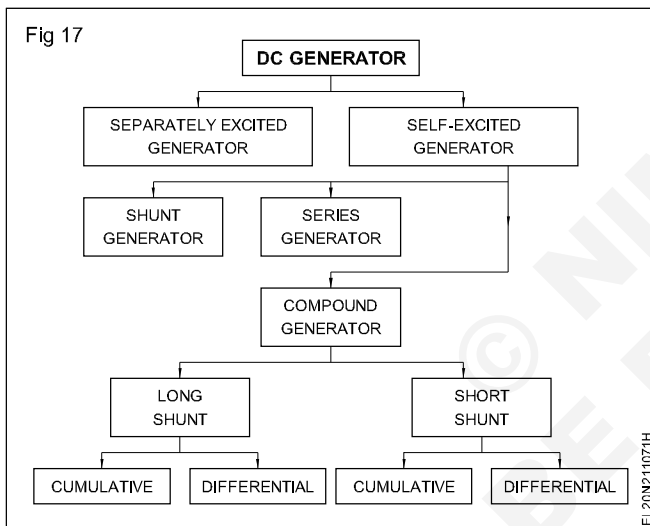 Fig 17
DC GENERATOR
SEPARATELY EXCITED
GENERATOR
SELF-EXCITED
GENERATOR
SHUNT
GENERATOR
SERIES
GENERATOR
COMPOUND
GENERATOR
LONG
SHUNT
SHORT
SHUNT
CUMULATIVE
DIFFERENTIAL
CUMULATIVE
DIFFERENTIAL
EL20N211071H
©